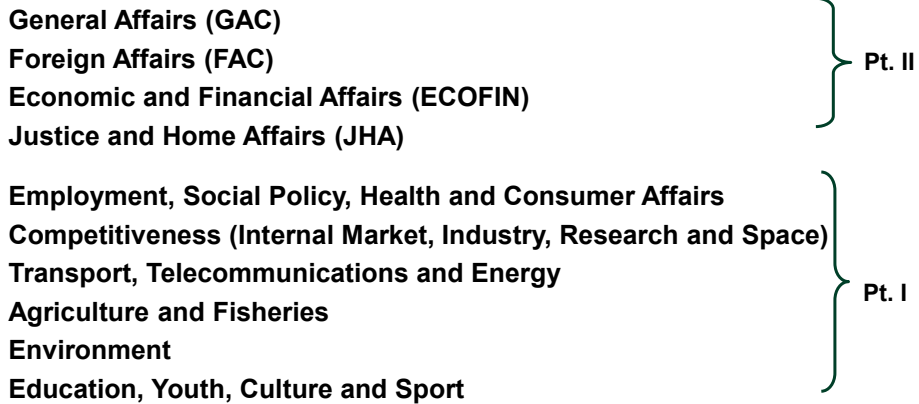 General Affairs (GAC)
Foreign Affairs (FAC)
Economic and Financial Affairs (ECOFIN)
Justice and Home Affairs (JHA)
Pt. II
Employment, Social Policy, Health and Consumer Affairs
Competitiveness (Internal Market, Industry, Research and Space)
Transport, Telecommunications and Energy
Agriculture and Fisheries
Environment
Education, Youth, Culture and Sport
Pt. I